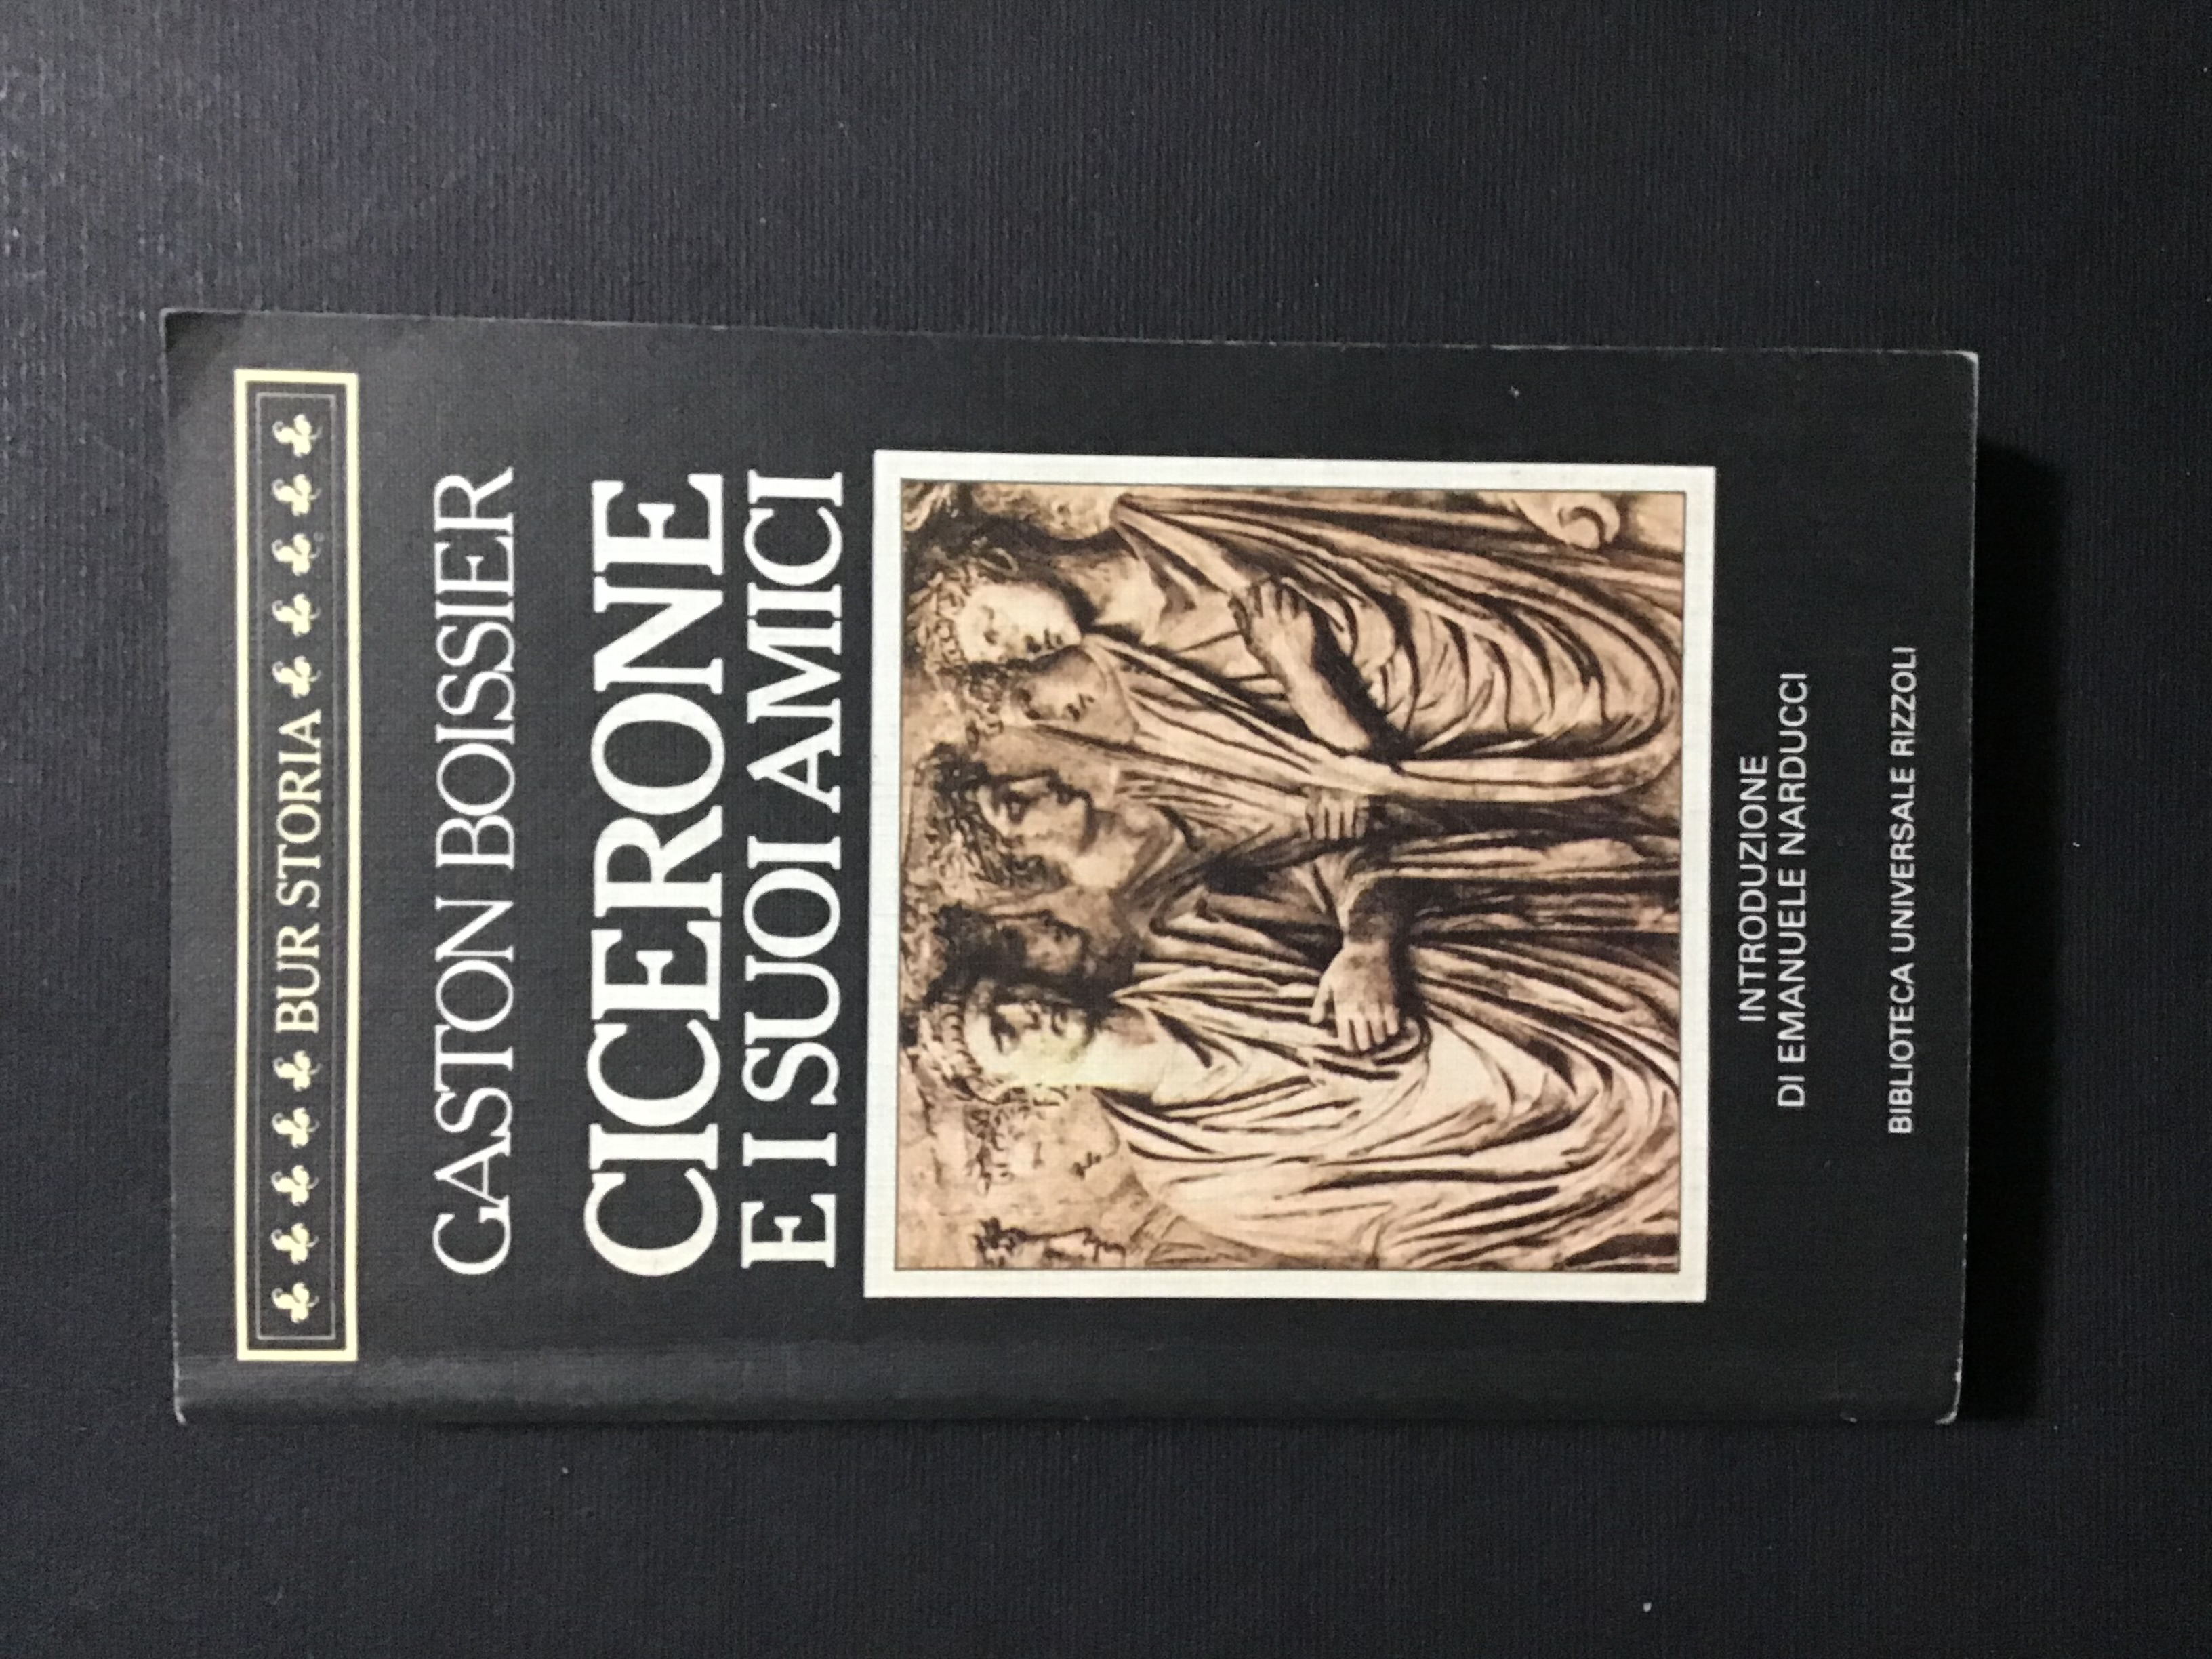 BUR STORIA
GASTON BOISSIER
CICERONE
E I SUOI AMICI
INTRODUZIONE
DI EMANUELE NARDUCCI
BIBLIOTECA UNIVERSALE RIZZOLI